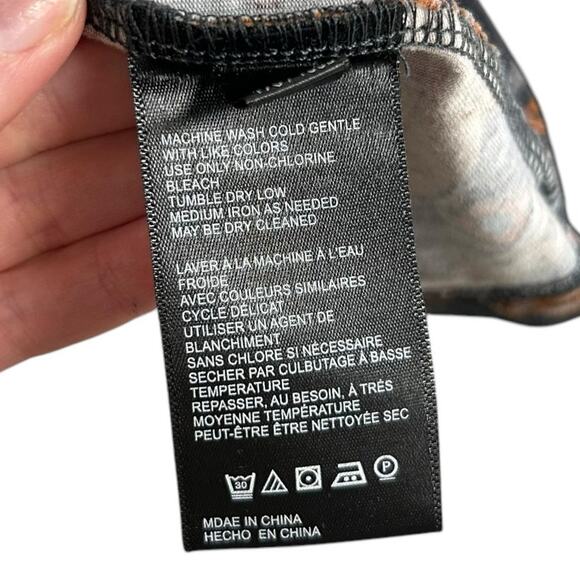 MACHINE WASH COLD GENTLE
WITH LIKE COLORS
USE ONLY NON-CHLORINE
BLEACH
TUMBLE DRY LOW
MEDIUM IRON AS NEEDED
MAY BE DRY CLEANED
LAVER À LA MACHINE À L'EAU
FROIDE
AVEC COULEURS SIMILAIRES
CYCLE DÉLICAT
UTILISER UN AGENT DE
BLANCHIMENT
SANS CHLORE SI NÉCESSAIRE
SECHER PAR CULBUTAGE À BASSE
TEMPERATURE
REPASSER, AU BESOIN, À TRÈS
MOYENNE TEMPÉRATURE
PEUT-ÊTRE ÊTRE NETTOYÉE SEC
30 P
MDAE IN CHINA
HECHO EN CHINA